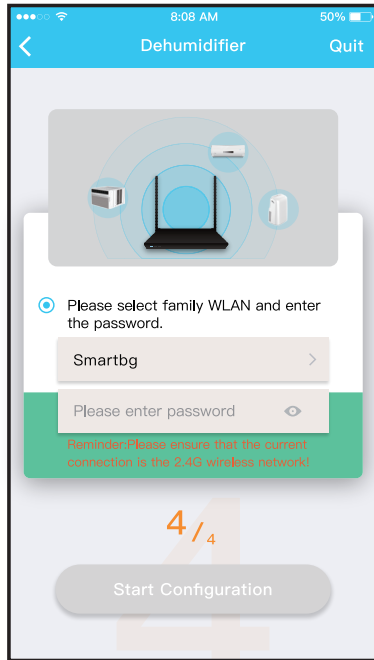 8:08 AM 50%
Dehumidifier Quit
Please select family WLAN and enter
the password.
Smartbg
Please enter password
Reminder:Please ensure that the current
connection is the 2.4G wireless network!
4/4
4
Start Configuration